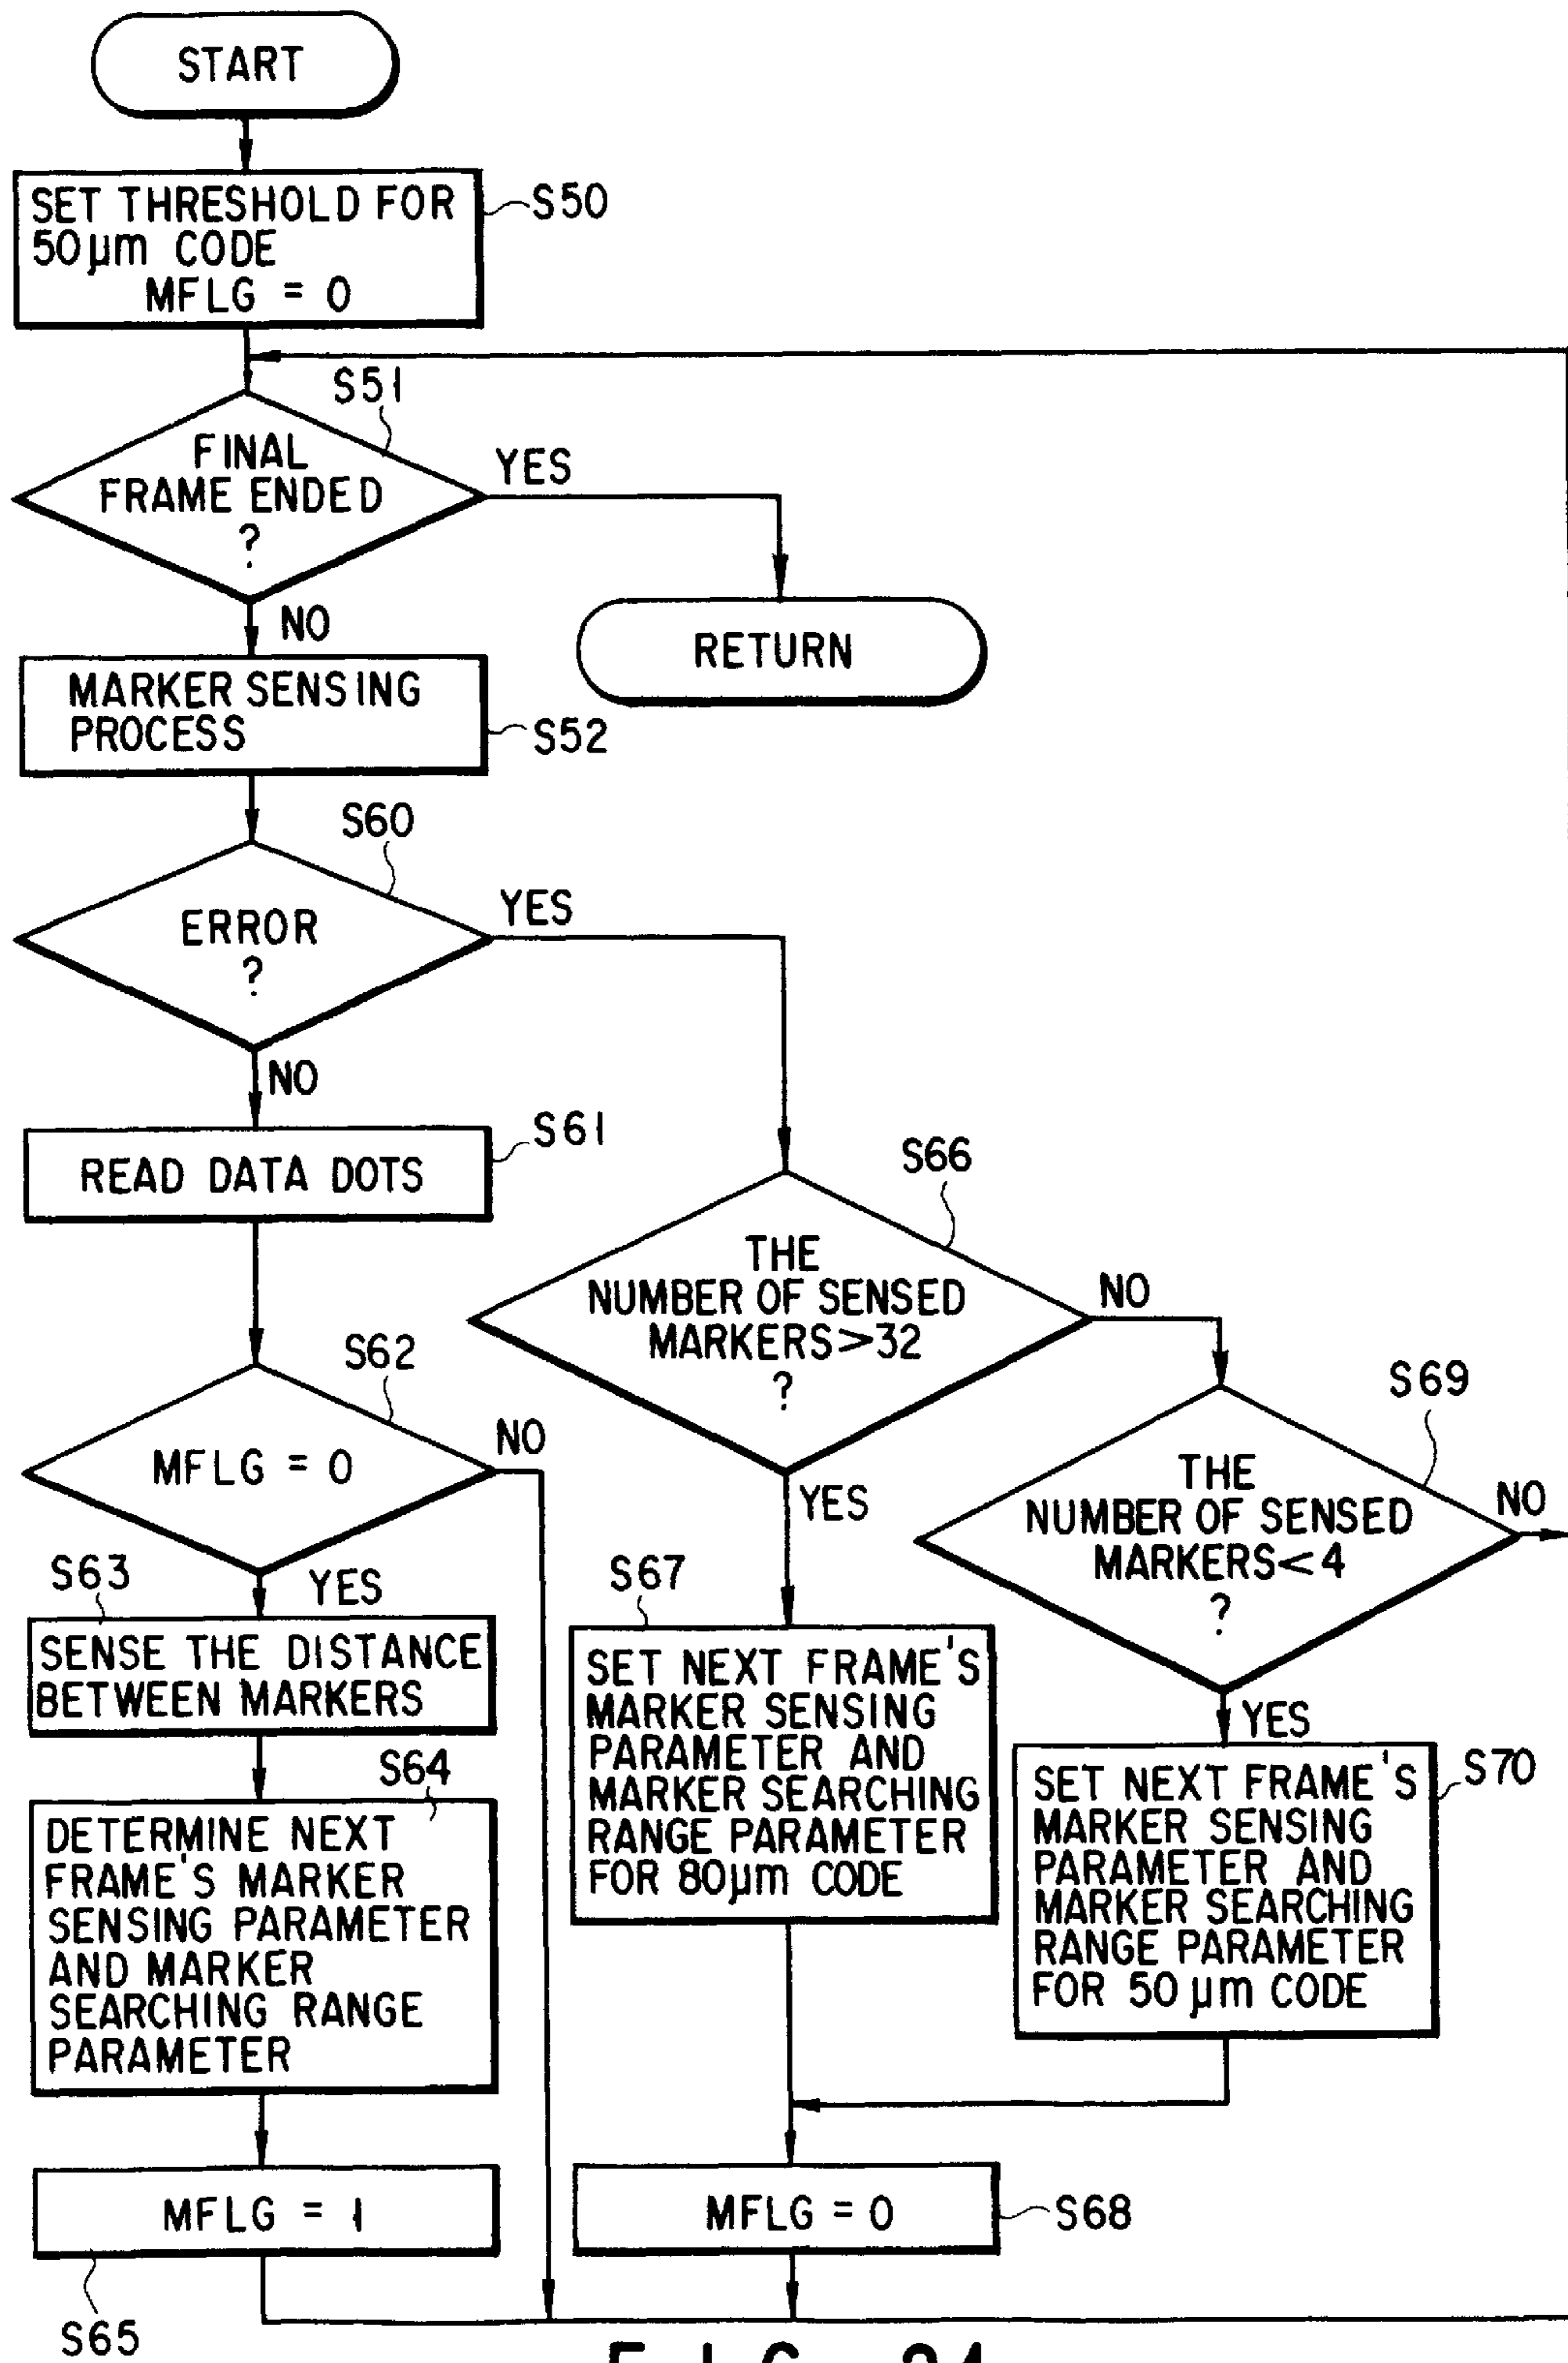 START
SET THRESHOLD FOR
50μm CODE
MFLG = 0
S50
S51
FINAL
FRAME ENDED
?
YES
NO
RETURN
MARKER SENSING
PROCESS
S52
S60
ERROR
?
YES
NO
READ DATA DOTS
S61
S66
THE
NUMBER OF SENSED
MARKERS>32
?
NO
YES
S62
MFLG = 0
NO
YES
S69
THE
NUMBER OF SENSED
MARKERS<4
?
NO
YES
S63
SENSE THE DISTANCE
BETWEEN MARKERS
S67
SET NEXT FRAME'S
MARKER SENSING
PARAMETER AND
MARKER SEARCHING
RANGE PARAMETER
FOR 80μm CODE
S70
SET NEXT FRAME'S
MARKER SENSING
PARAMETER AND
MARKER SEARCHING
RANGE PARAMETER
FOR 50μm CODE
S64
DETERMINE NEXT
FRAME'S MARKER
SENSING PARAMETER
AND MARKER
SEARCHING RANGE
PARAMETER
MFLG = 1
S65
MFLG = 0
S68